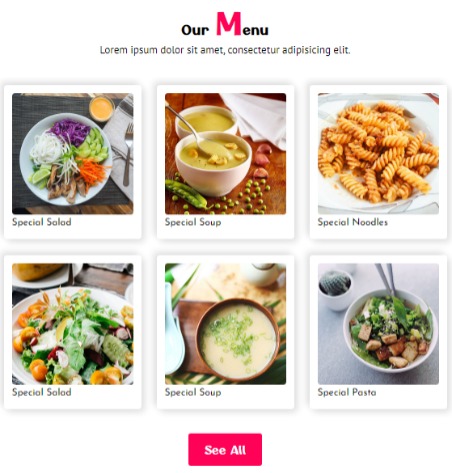 Our Menu
Lorem ipsum dolor sit amet, consectetur adipisicing elit.
Special Salad
Special Soup
Special Noodles
Special Salad
Special Soup
Special Pasta
See All